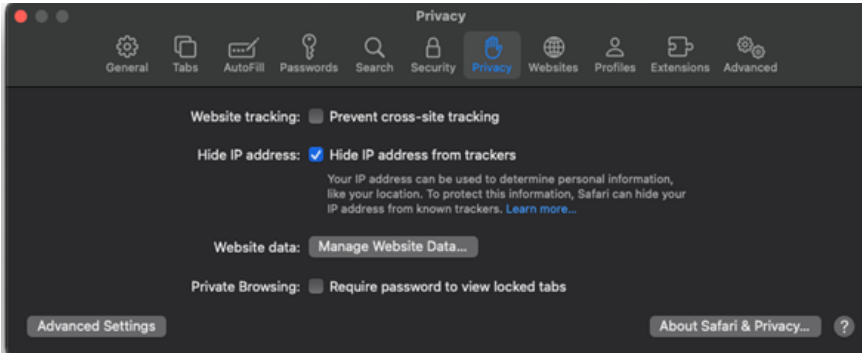 Privacy
General Tabs AutoFill Passwords Search Security Privacy Websites Profiles Extensions Advanced
Website tracking: Prevent cross-site tracking
Hide IP address: Hide IP address from trackers
Your IP address can be used to determine personal information,
like your location. To protect this information, Safari can hide your
IP address from known trackers. Learn more...
Website data: Manage Website Data...
Private Browsing: Require password to view locked tabs
Advanced Settings About Safari & Privacy... ?